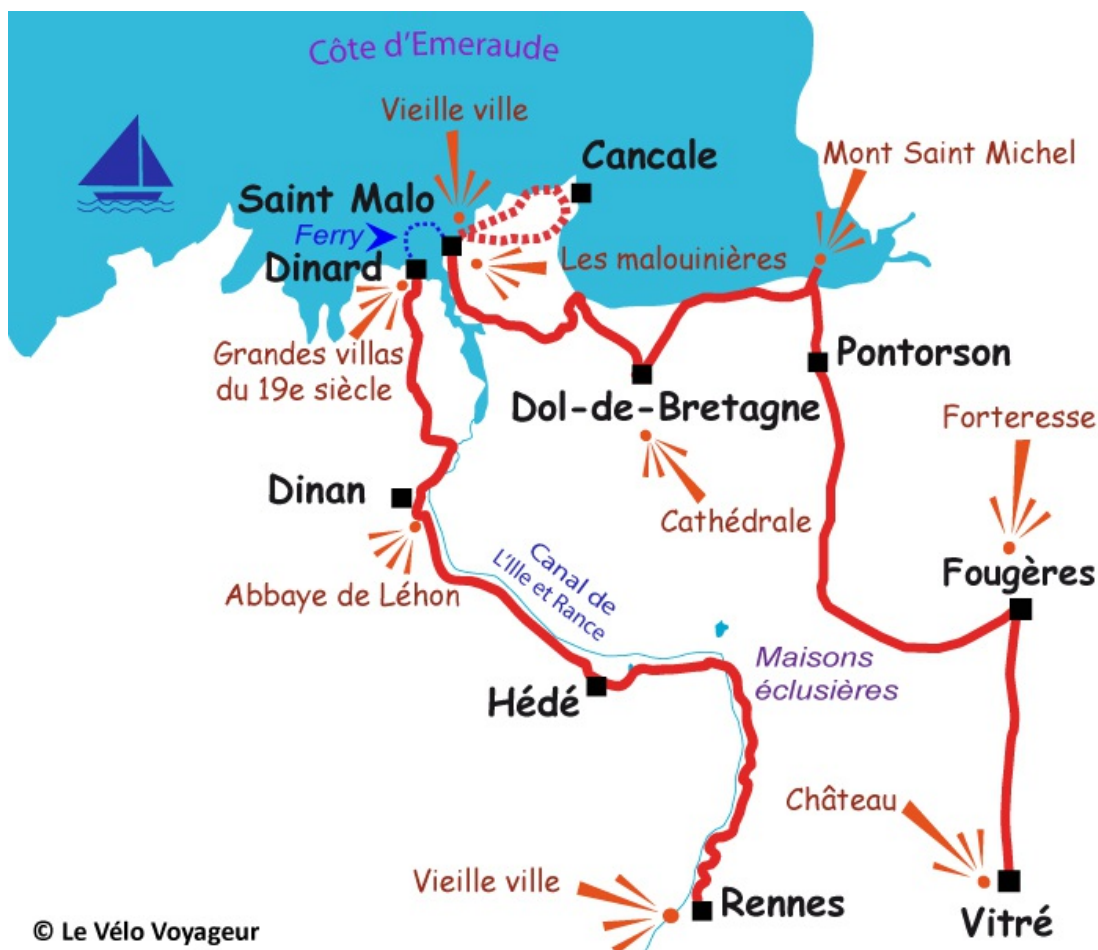 Côte d'Emeraude
Vieille ville
Cancale
Mont Saint Michel
Saint Malo
Ferry
Dinard
Les malouinières
Grandes villas
du 19e siècle
Pontorson
Dol-de-Bretagne
Forteresse
Dinan
Cathédrale
Canal de
L'Ille et Rance
Fougères
Abbaye de Léhon
Maisons
éclusières
Hédé
Château
Vieille ville
Rennes
Vitré
© Le Vélo Voyageur